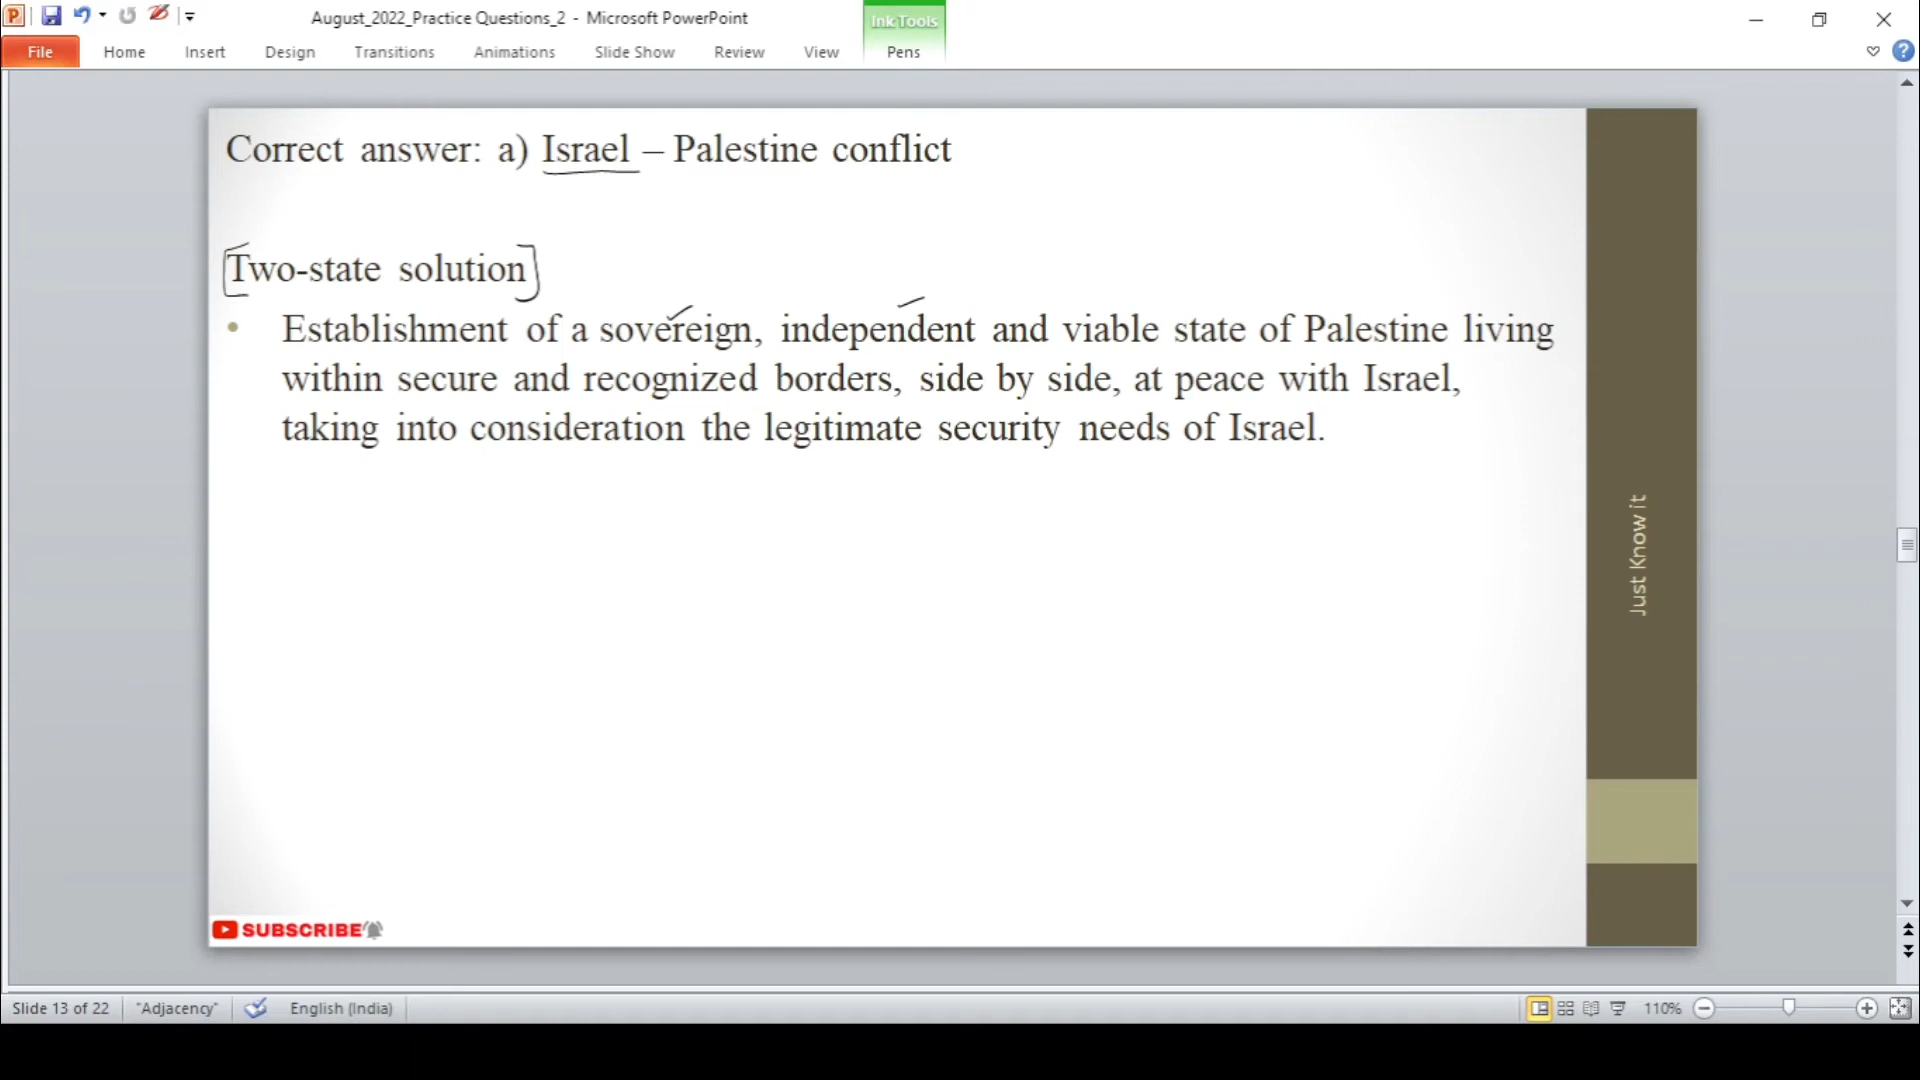 August_2022_Practice Questions_2 - Microsoft PowerPoint
Ink Tools
File Home Insert Design Transitions Animations Slide Show Review View Pens
Correct answer: a) Israel – Palestine conflict
Two-state solution
• Establishment of a sovereign, independent and viable state of Palestine living
within secure and recognized borders, side by side, at peace with Israel,
taking into consideration the legitimate security needs of Israel.
Just Know it
SUBSCRIBE
Slide 13 of 22 "Adjacency" English (India) 110%